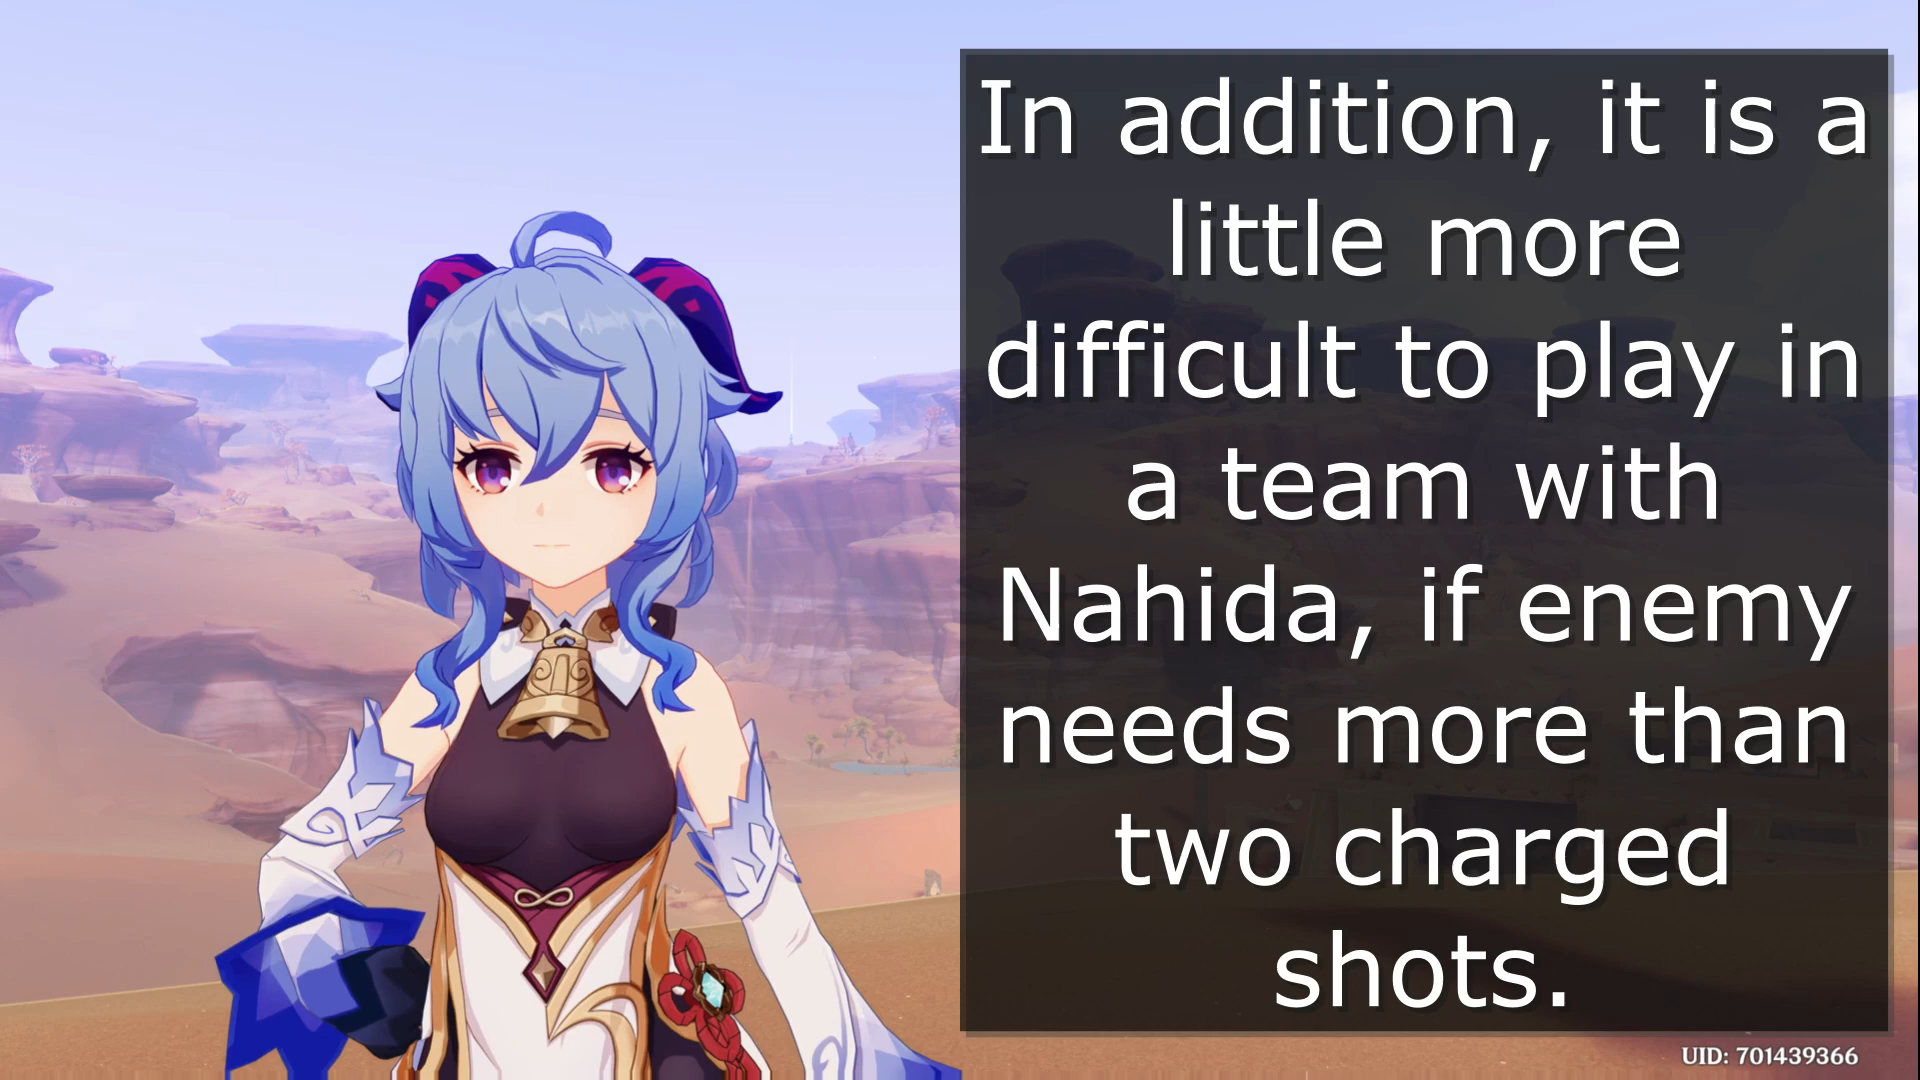 In addition, it is a
little more
difficult to play in
a team with
Nahida, if enemy
needs more than
two charged
shots.
UID: 701439366